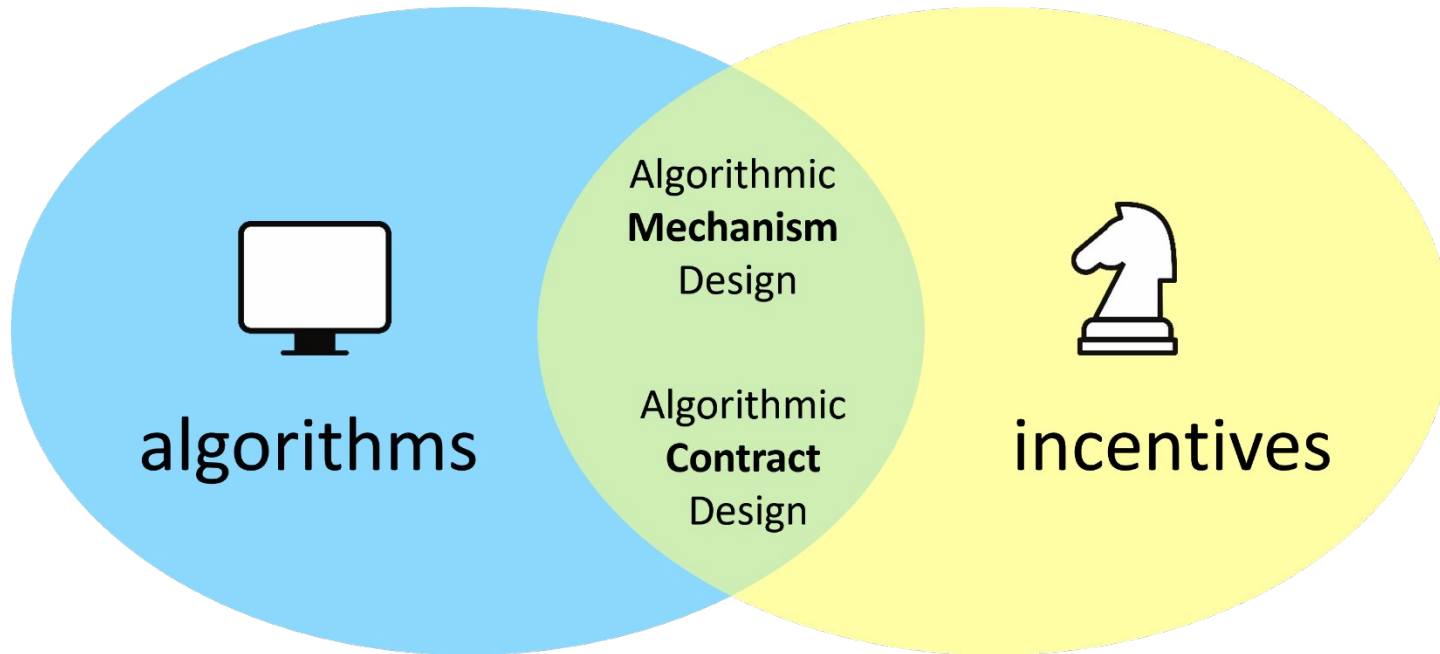 algorithms
Algorithmic
Mechanism
Design
Algorithmic
Contract
Design
incentives